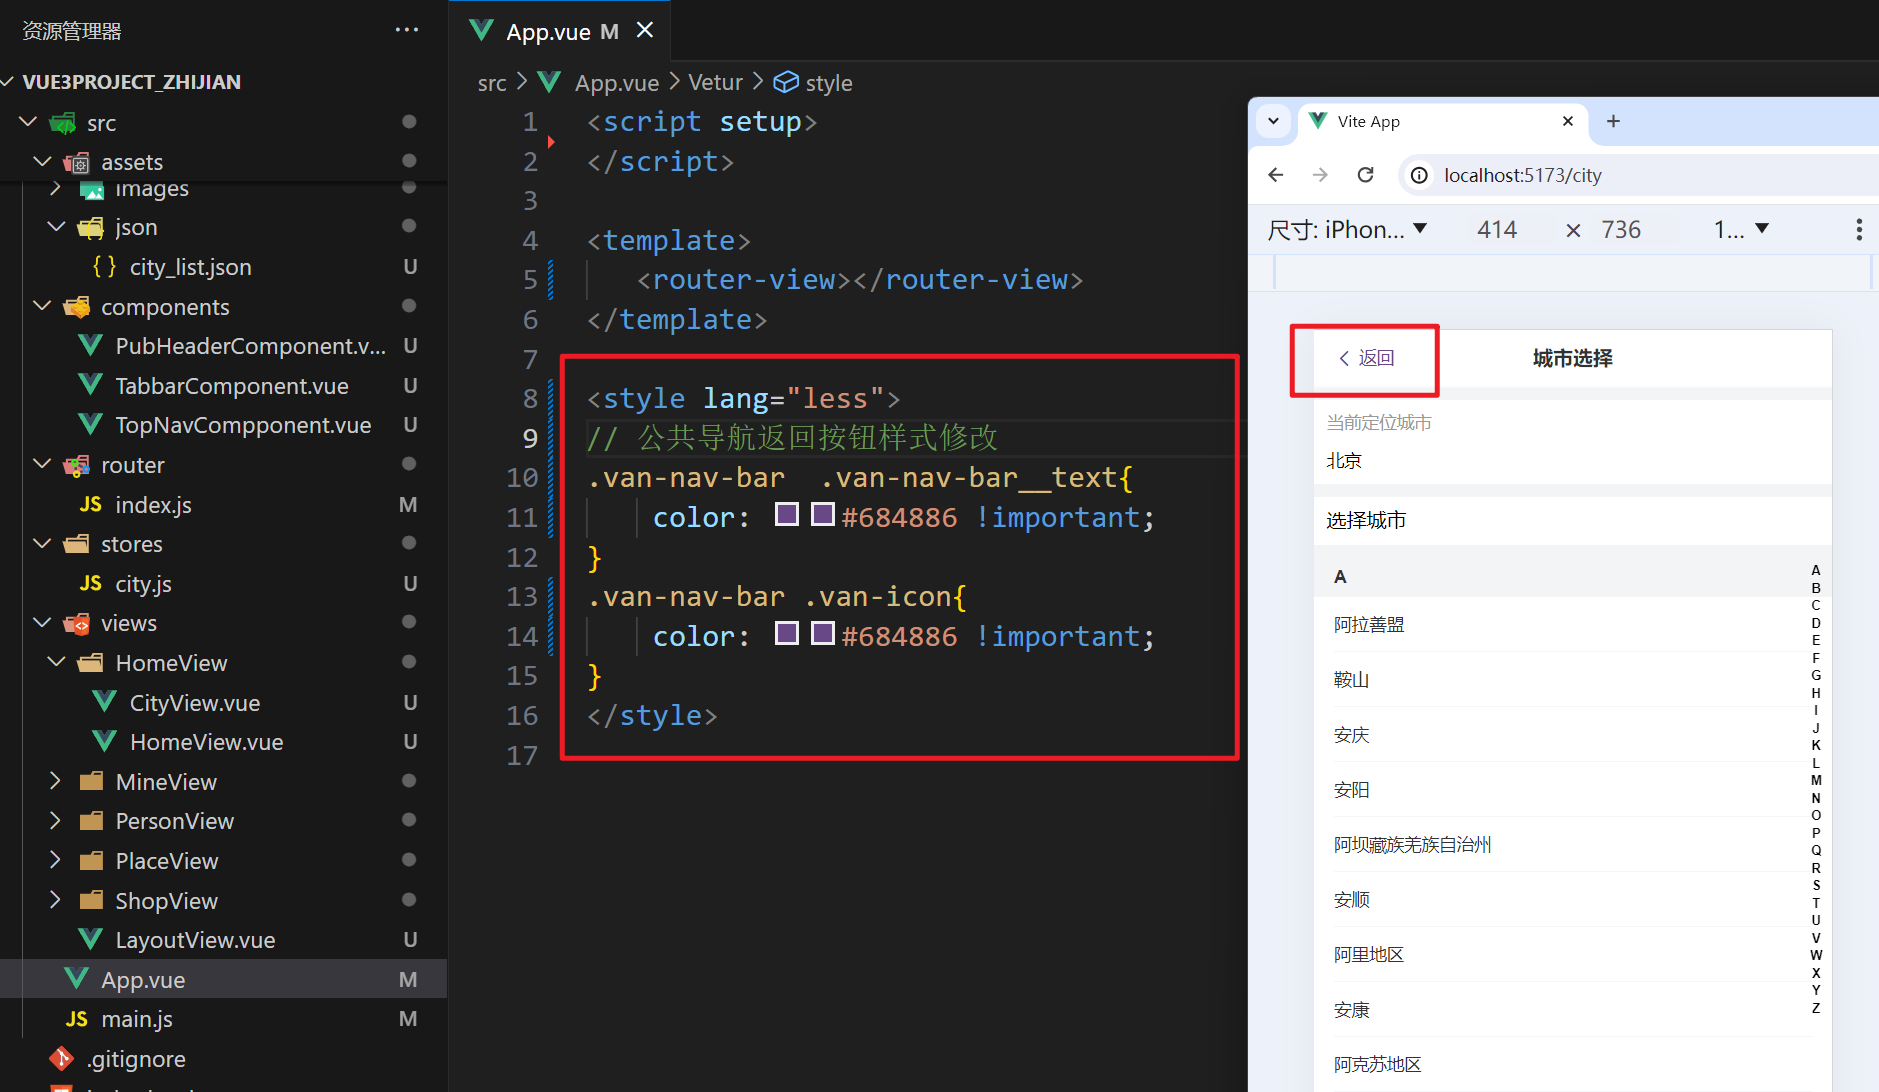 资源管理器
···
VUE3PROJECT_ZHIJIAN
src
assets
images
json
{ } city_list.json U
components
PubHeaderComponent.v... U
TabbarComponent.vue U
TopNavCompponent.vue U
router
JS index.js M
stores
JS city.js U
views
HomeView
CityView.vue U
HomeView.vue U
MineView
PersonView
PlaceView
ShopView
LayoutView.vue U
App.vue M
JS main.js M
.gitignore
App.vue M ×
src > App.vue > Vetur > style
1 <script setup>
2 </script>
3
4 <template>
5 <router-view></router-view>
6 </template>
7
8 <style lang="less">
9 // 公共导航返回按钮样式修改
10 .van-nav-bar  .van-nav-bar__text{
11 color: #684886 !important;
12 }
13 .van-nav-bar .van-icon{
14 color: #684886 !important;
15 }
16 </style>
17
Vite App × +
localhost:5173/city
尺寸: iPhon... ▼ 414 × 736 1... ▼
返回 城市选择
当前定位城市
北京
选择城市
A
阿拉善盟
鞍山
安庆
安阳
阿坝藏族羌族自治州
安顺
阿里地区
安康
阿克苏地区
A
B
C
D
E
F
G
H
I
J
K
L
M
N
O
P
Q
R
S
T
U
V
W
X
Y
Z